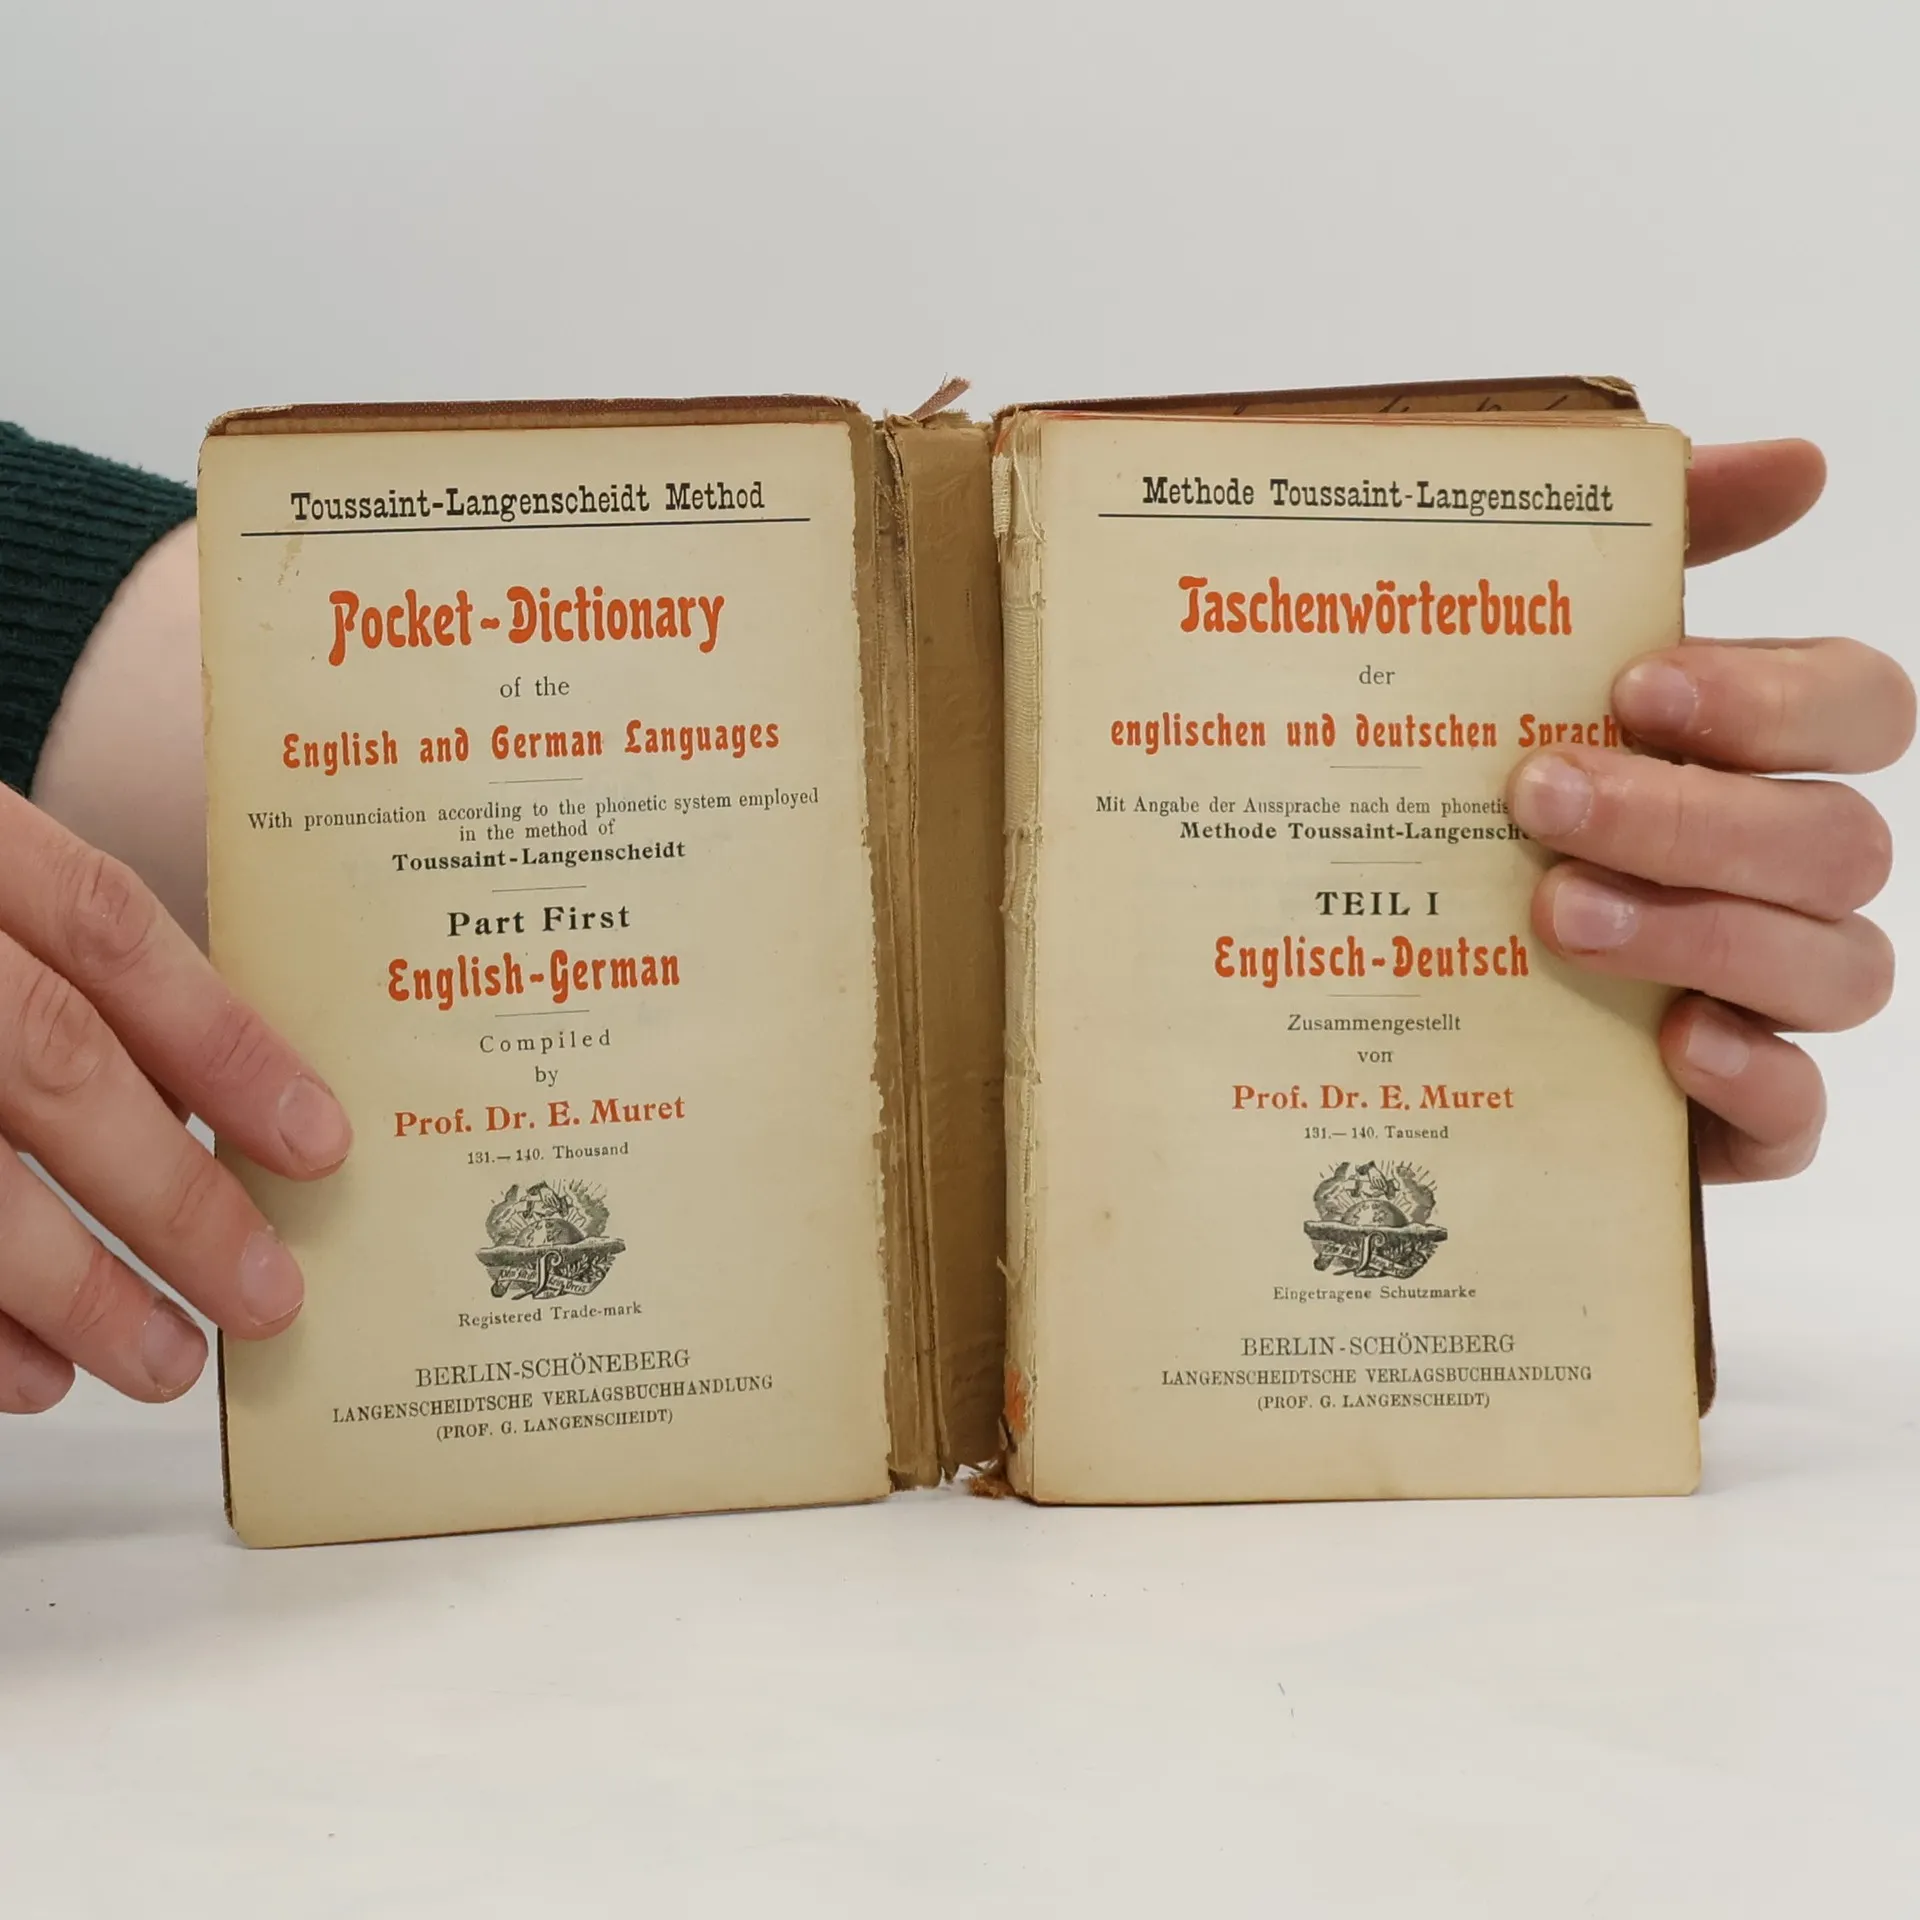 Toussaint-Langenscheidt Method
Pocket-Dictionary
of the
English and German Languages
With pronunciation according to the phonetic system employed
in the method of
Toussaint-Langenscheidt
Part First
English-German
Compiled
by
Prof. Dr. E. Muret
131.—140. Thousand
Registered Trade-mark
BERLIN-SCHÖNEBERG
LANGENSCHEIDTSCHE VERLAGSBUCHHANDLUNG
(PROF. G. LANGENSCHEIDT)
Methode Toussaint-Langenscheidt
Taschenwörterbuch
der
englischen und deutschen Sprach
Mit Angabe der Aussprache nach dem phonetis
Methode Toussaint-Langensch
TEIL I
Englisch-Deutsch
Zusammengestellt
von
Prof. Dr. E. Muret
131.—140. Tausend
Eingetragene Schutzmarke
BERLIN-SCHÖNEBERG
LANGENSCHEIDTSCHE VERLAGSBUCHHANDLUNG
(PROF. G. LANGENSCHEIDT)